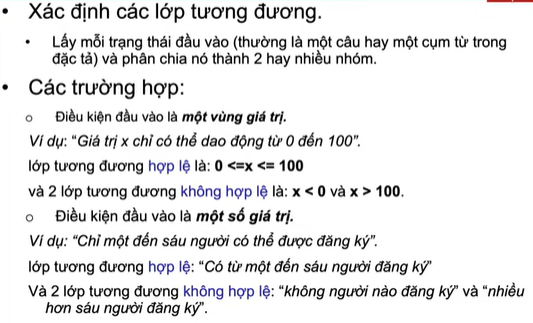 • Xác định các lớp tương đương.
• Lấy mỗi trạng thái đầu vào (thường là một câu hay một cụm từ trong
đặc tả) và phân chia nó thành 2 hay nhiều nhóm.
• Các trường hợp:
o Điều kiện đầu vào là một vùng giá trị.
Ví dụ: “Giá trị x chỉ có thể dao động từ 0 đến 100”.
lớp tương đương hợp lệ là: 0 <=x <= 100
và 2 lớp tương đương không hợp lệ là: x < 0 và x > 100.
o Điều kiện đầu vào là một số giá trị.
Ví dụ: “Chỉ một đến sáu người có thể được đăng ký”.
lớp tương đương hợp lệ: “Có từ một đến sáu người đăng ký”
Và 2 lớp tương đương không hợp lệ: “không người nào đăng ký” và “nhiều
hơn sáu người đăng ký”.